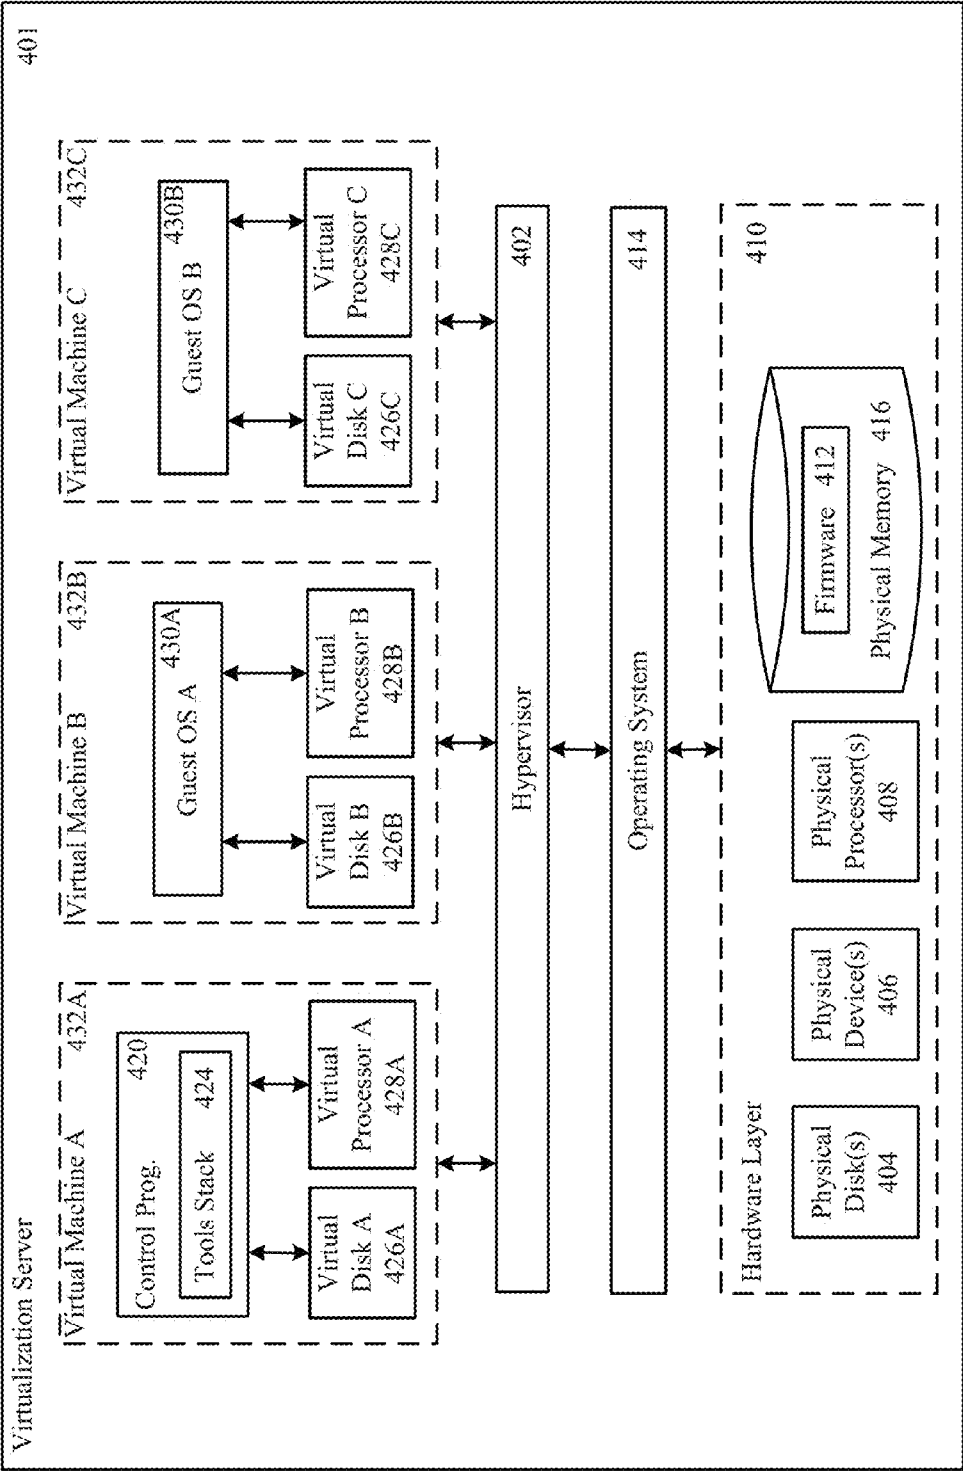 Virtualization Server 401
Virtual Machine A 432A
Control Prog. 420
Tools Stack 424
Virtual
Disk A
426A
Virtual
Processor A
428A
Virtual Machine B 432B
430A
Guest OS A
Virtual
Disk B
426B
Virtual
Processor B
428B
Virtual Machine C 432C
430B
Guest OS B
Virtual
Disk C
426C
Virtual
Processor C
428C
Hypervisor 402
Operating System 414
Hardware Layer 410
Physical
Disk(s)
404
Physical
Device(s)
406
Physical
Processor(s)
408
Firmware 412
Physical Memory 416